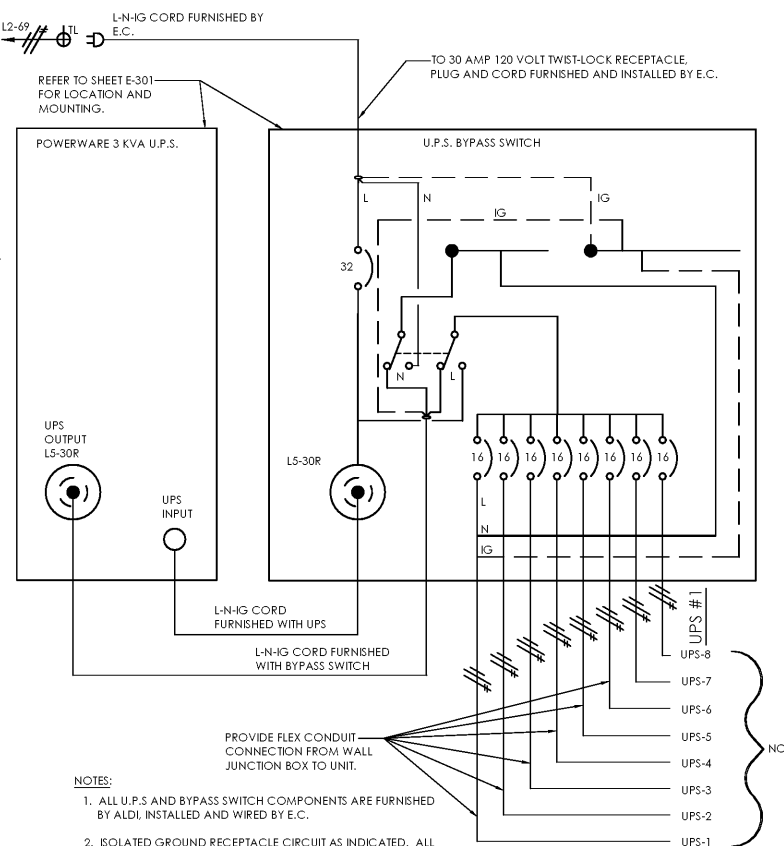 L2-69
TL
L-N-IG CORD FURNISHED BY
E.C.
TO 30 AMP 120 VOLT TWIST-LOCK RECEPTACLE,
PLUG AND CORD FURNISHED AND INSTALLED BY E.C.
REFER TO SHEET E-301
FOR LOCATION AND
MOUNTING.
POWERWARE 3 KVA U.P.S.
U.P.S. BYPASS SWITCH
L
N
IG
IG
32
N
L
UPS
OUTPUT
L5-30R
UPS
INPUT
L5-30R
16 16 16 16 16 16 16 16
L
N
IG
L-N-IG CORD
FURNISHED WITH UPS
L-N-IG CORD FURNISHED
WITH BYPASS SWITCH
UPS #1
UPS-8
UPS-7
UPS-6
UPS-5
UPS-4
UPS-3
UPS-2
UPS-1
NO
PROVIDE FLEX CONDUIT
CONNECTION FROM WALL
JUNCTION BOX TO UNIT.
NOTES:
1. ALL U.P.S AND BYPASS SWITCH COMPONENTS ARE FURNISHED
BY ALDI, INSTALLED AND WIRED BY E.C.
2. ISOLATED GROUND RECEPTACLE CIRCUIT AS INDICATED. ALL